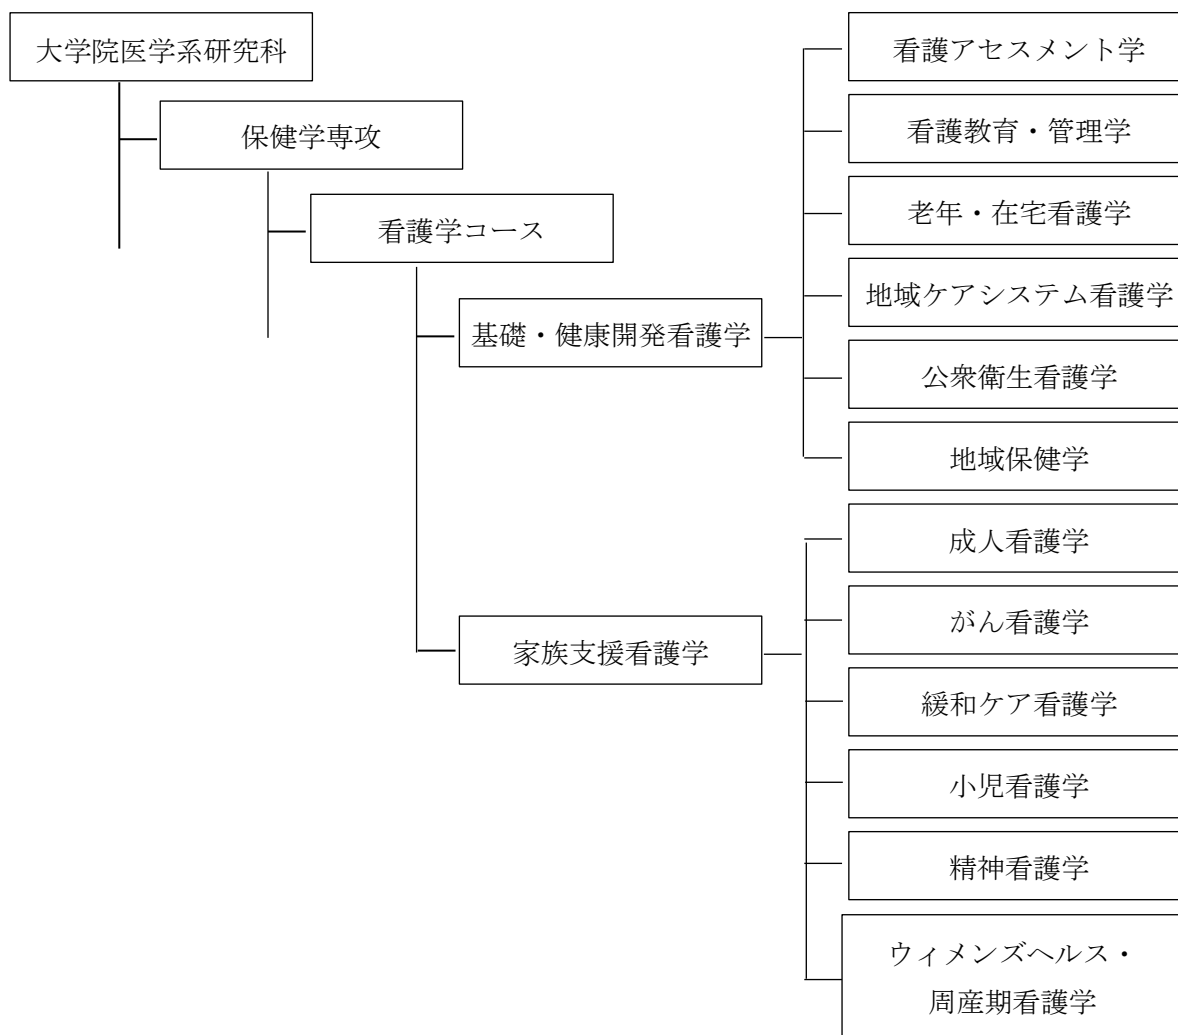 大学院医学系研究科
保健学専攻
看護学コース
基礎・健康開発看護学
看護アセスメント学
看護教育・管理学
老年・在宅看護学
地域ケアシステム看護学
公衆衛生看護学
地域保健学
家族支援看護学
成人看護学
がん看護学
緩和ケア看護学
小児看護学
精神看護学
ウィメンズヘルス・
周産期看護学